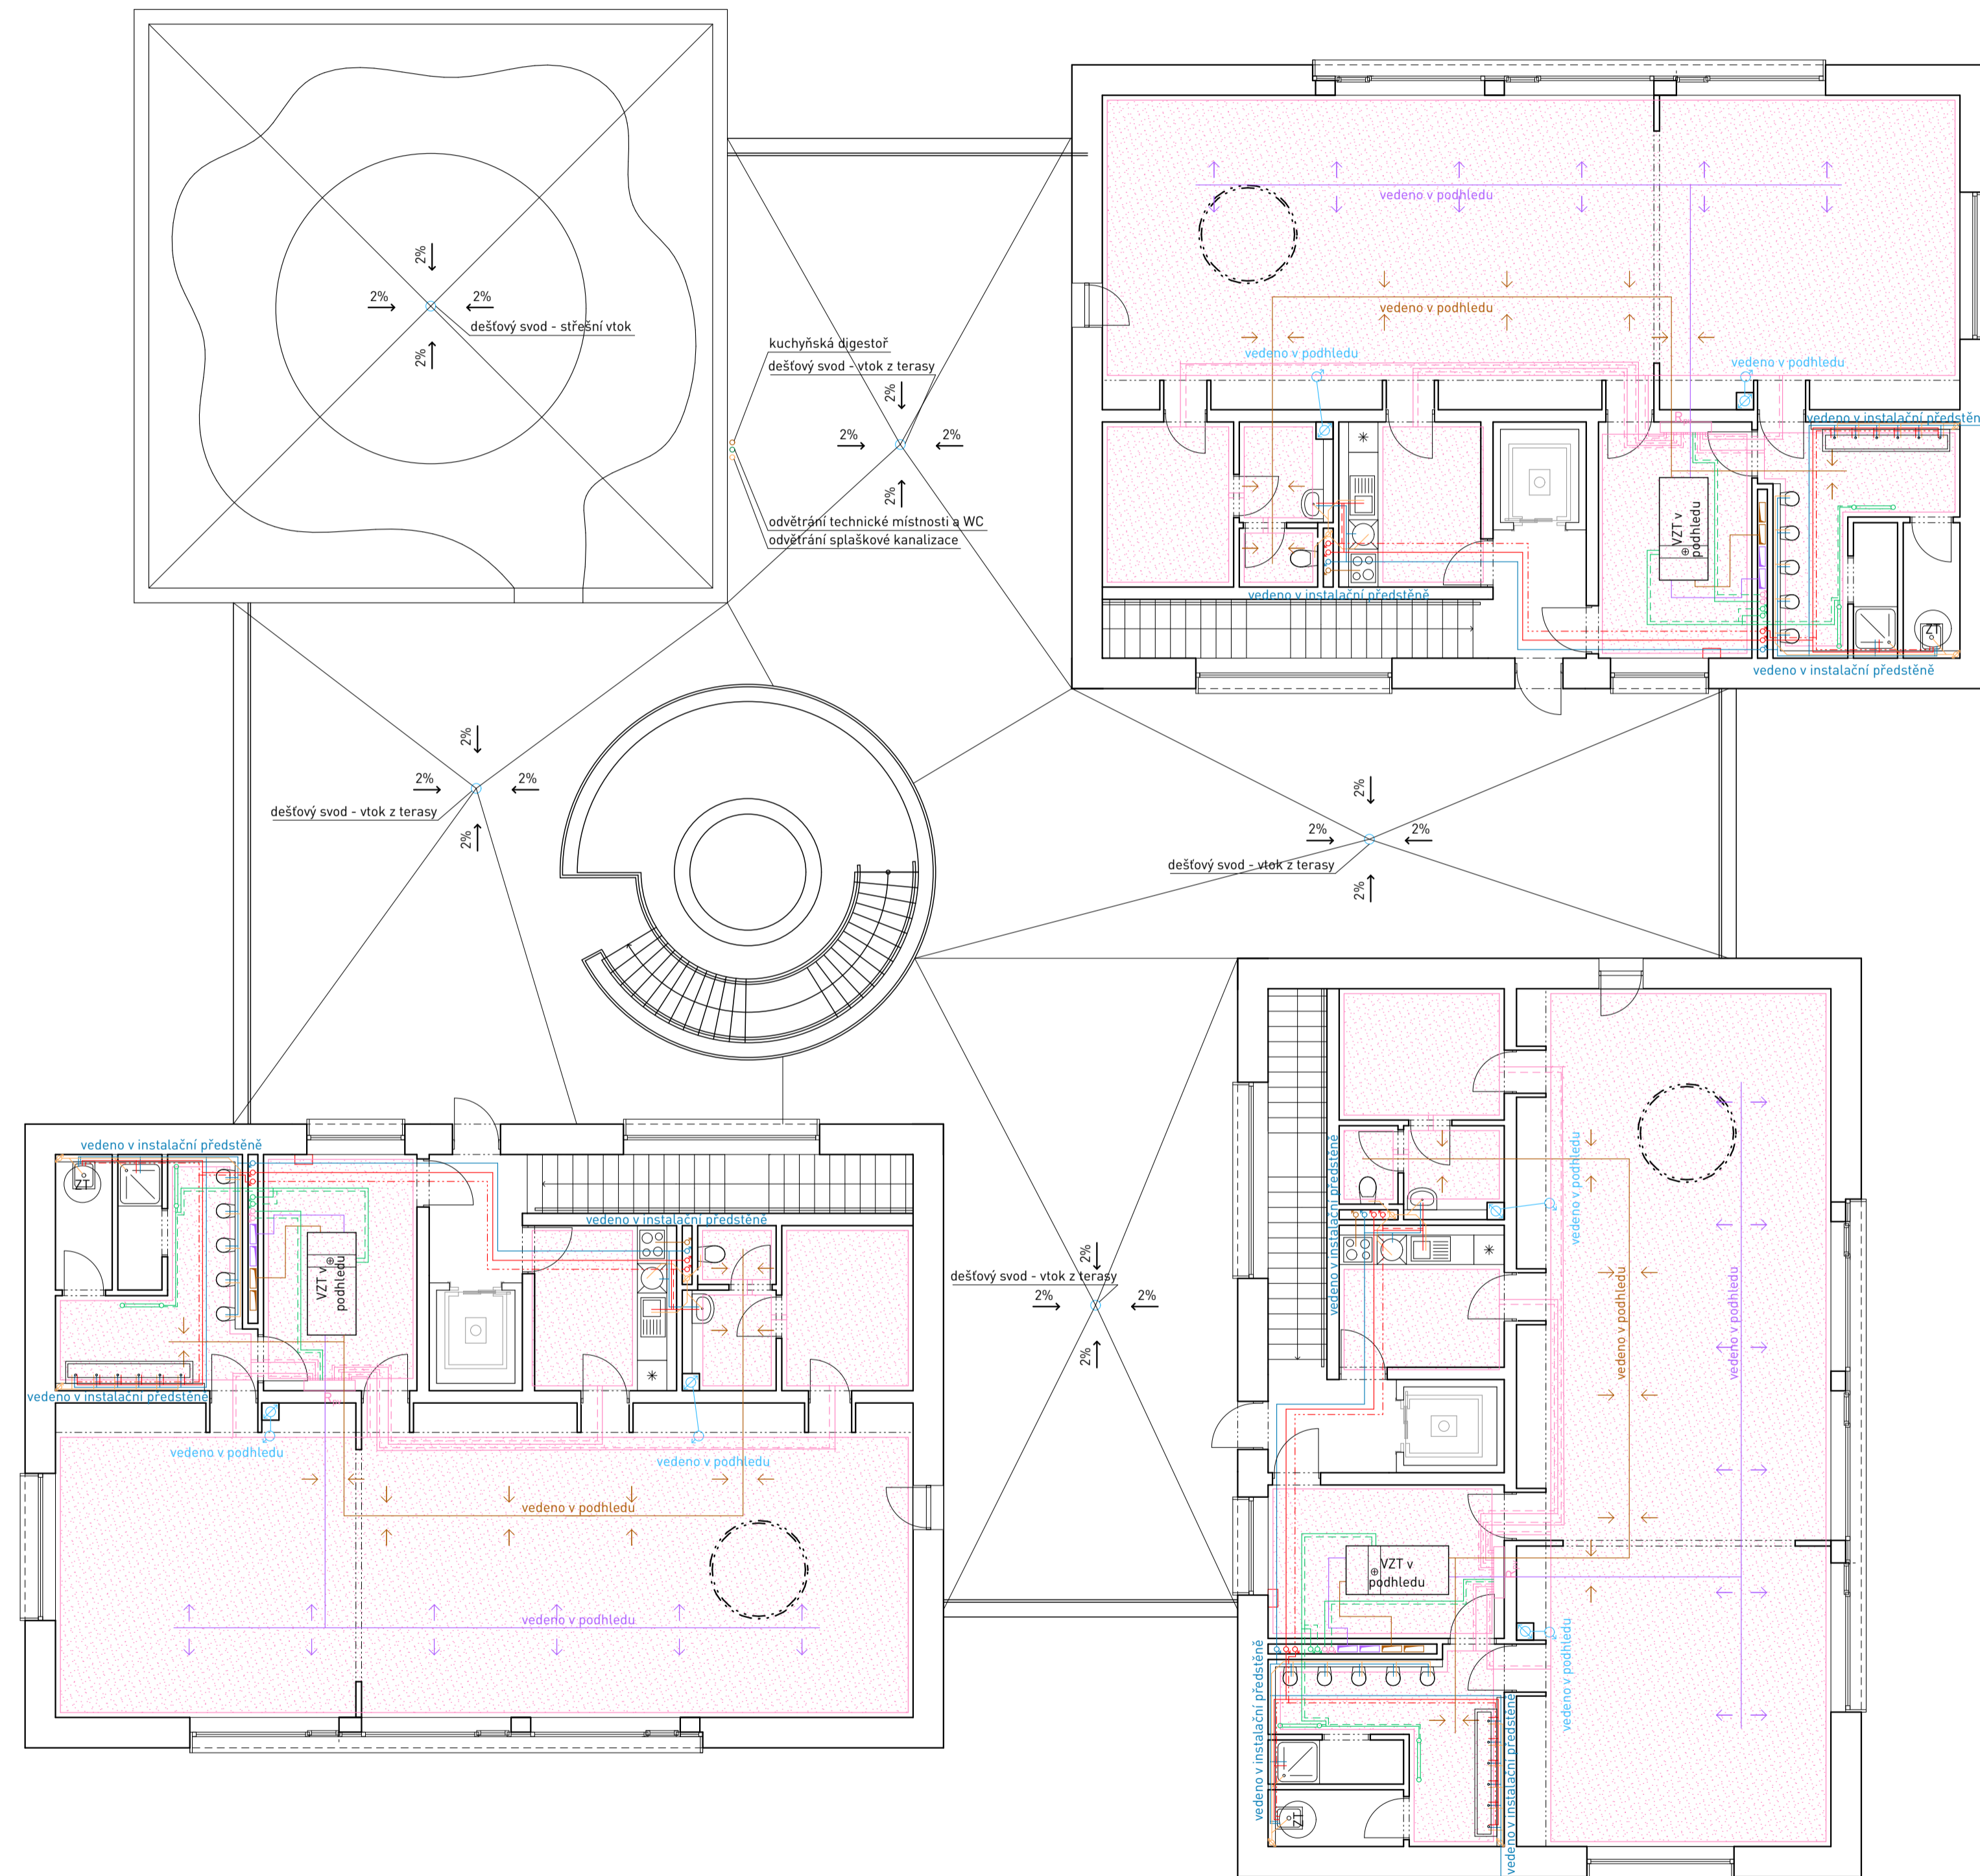 vedeno v podhledu
2%
2%
2%
dešťový svod - střešní vtok
2%
vedeno v podhledu
kuchyňská digestoř
vedeno v podhledu
vedeno v podhledu
dešťový svod - vtok z terasy
2%
2%
2%
2%
vedeno v instalační předstěn
R
odvětrání technické místnosti a WC
odvětrání splaškové kanalizace
VZT v
podhledu
vedeno v instalační předstěně
ZT
vedeno v instalační předstěně
2%
2%
2%
dešťový svod - vtok z terasy
2%
2%
2%
2%
dešťový svod - vtok z terasy
2%
vedeno v instalační předstěně
ZT
vedeno v instalační předstěně
VZT v
podhledu
R
vedeno v instalační předstěně
vedeno v podhledu
vedeno v podhledu
vedeno v podhledu
vedeno v podhledu
2%
dešťový svod - vtok z terasy
2%
2%
2%
vedeno v instalační předstěně
vedeno v podhledu
vedeno v podhledu
vedeno v podhledu
VZT v
podhledu
R
vedeno v podhledu
vedeno v instalační předstěně
vedeno v instalační předstěně
ZT